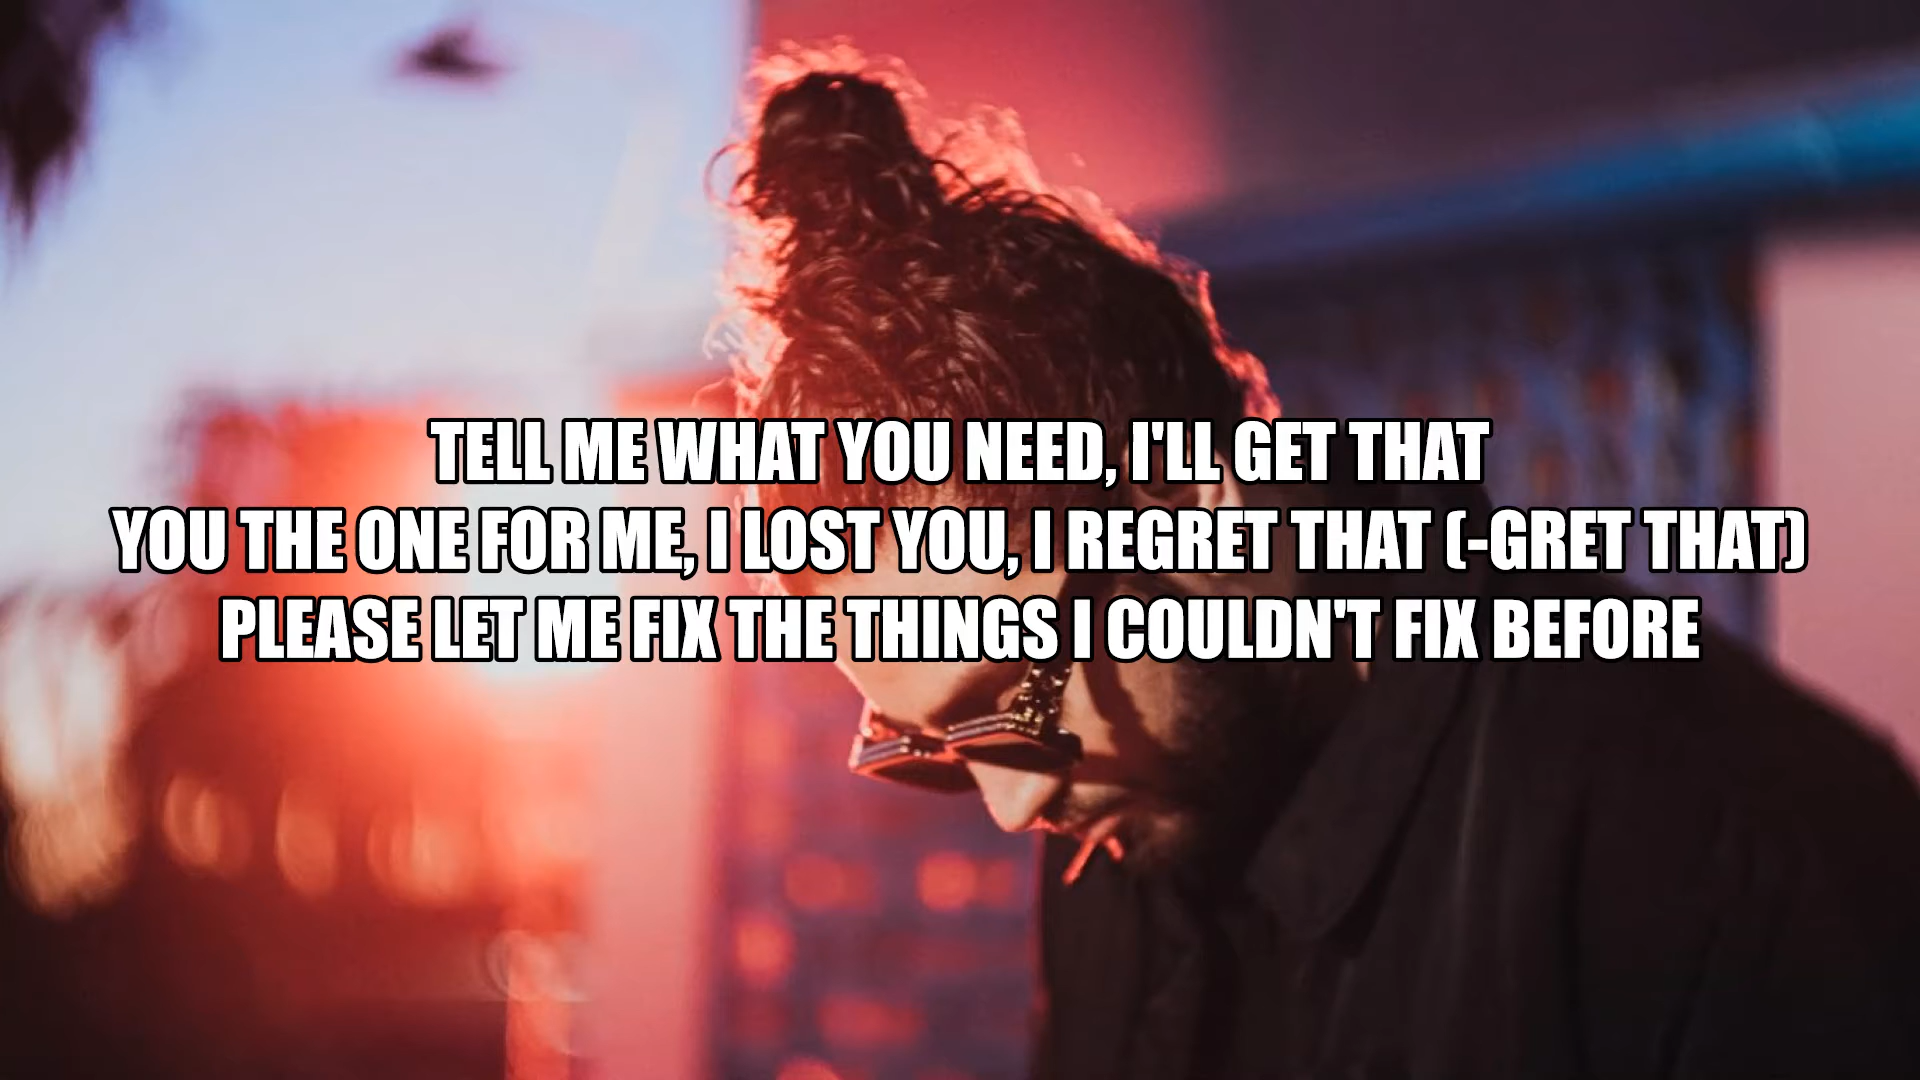 TELL ME WHAT YOU NEED, I'LL GET THAT
YOU THE ONE FOR ME, I LOST YOU, I REGRET THAT (-GRET THAT)
PLEASE LET ME FIX THE THINGS I COULDN'T FIX BEFORE